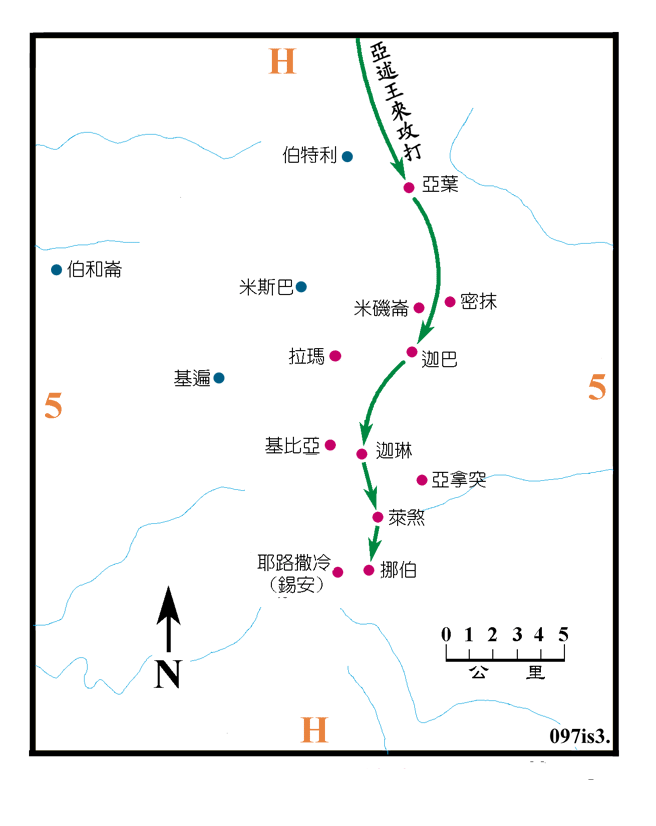 H
亞述王來攻打
伯特利
亞葉
伯和崙
米斯巴
米磯崙
密抹
拉瑪
迦巴
基遍
5
5
基比亞
迦琳
亞拿突
萊煞
耶路撒冷
（錫安）
挪伯
0 1 2 3 4 5
公 里
N
H
097is3.